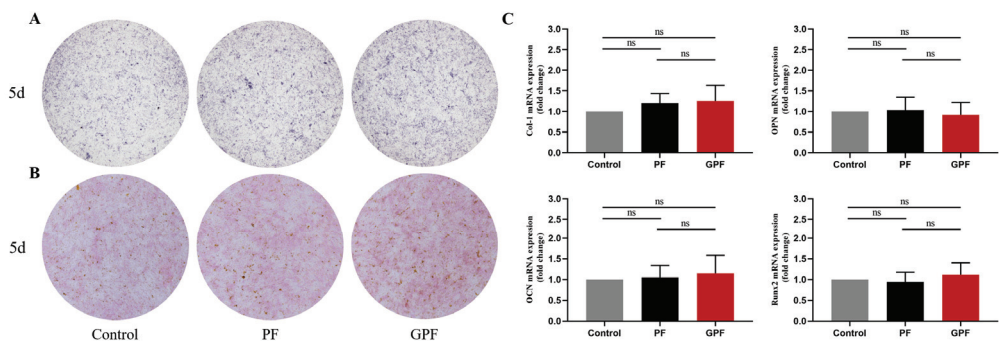 A
5d
B
5d
Control PF GPF
C
Col-1 mRNA expression
(fold change)
3.0
2.5
2.0
1.5
1.0
0.5
0.0
ns
ns
ns
Control PF GPF
OPN mRNA expression
(fold change)
3.0
2.5
2.0
1.5
1.0
0.5
0.0
ns
ns
ns
Control PF GPF
OCN mRNA expression
(fold change)
3.0
2.5
2.0
1.5
1.0
0.5
0.0
ns
ns
ns
Control PF GPF
Runx2 mRNA exprıssion
(fold change)
3.0
2.5
2.0
1.5
1.0
0.5
0.0
ns
ns
ns
Control PF GPF